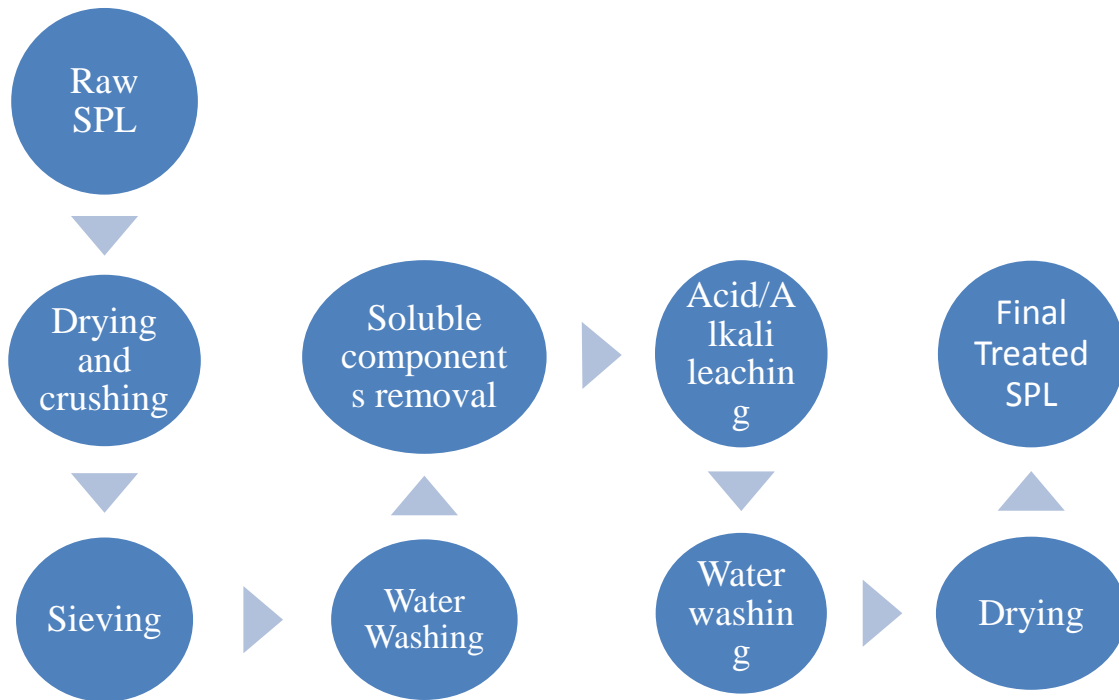 Raw
SPL
Drying
and
crushing
Sieving
Water
Washing
Soluble
component
s removal
Acid/A
lkali
leachin
g
Water
washin
g
Drying
Final
Treated
SPL